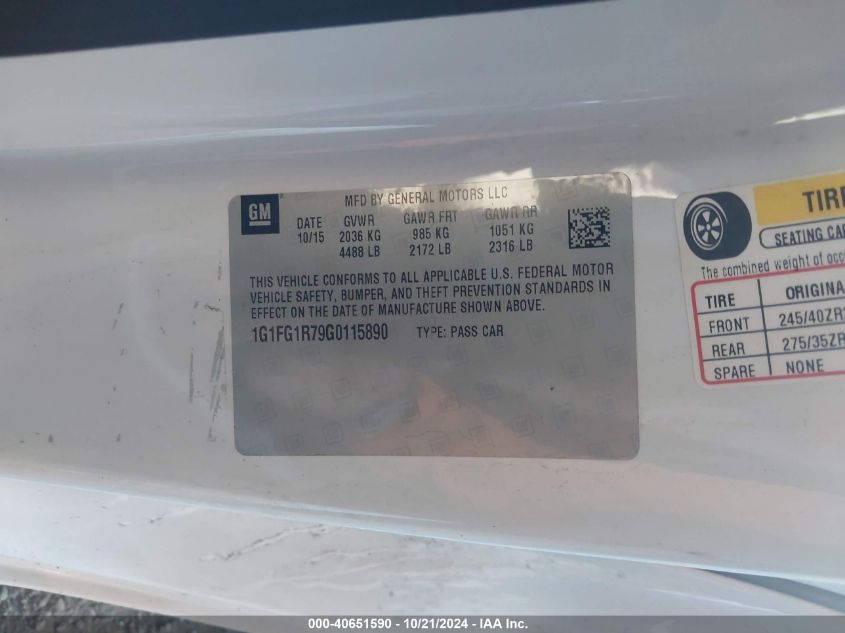 GM
MFD BY GENERAL MOTORS LLC
DATE GVWR GAWR FRT GAWR RR
10/15 2036 KG 985 KG 1051 KG
4488 LB 2172 LB 2316 LB
THIS VEHICLE CONFORMS TO ALL APPLICABLE U.S. FEDERAL MOTOR
VEHICLE SAFETY, BUMPER, AND THEFT PREVENTION STANDARDS IN
EFFECT ON THE DATE OF MANUFACTURE SHOWN ABOVE.
1G1FG1R79G0115890 TYPE: PASS CAR
TIRE
SEATING CAP
The combined weight of occu
TIRE ORIGINA
FRONT 245/40ZR
REAR 275/35ZR
SPARE NONE
000-40651590 - 10/21/2024 - IAA Inc.